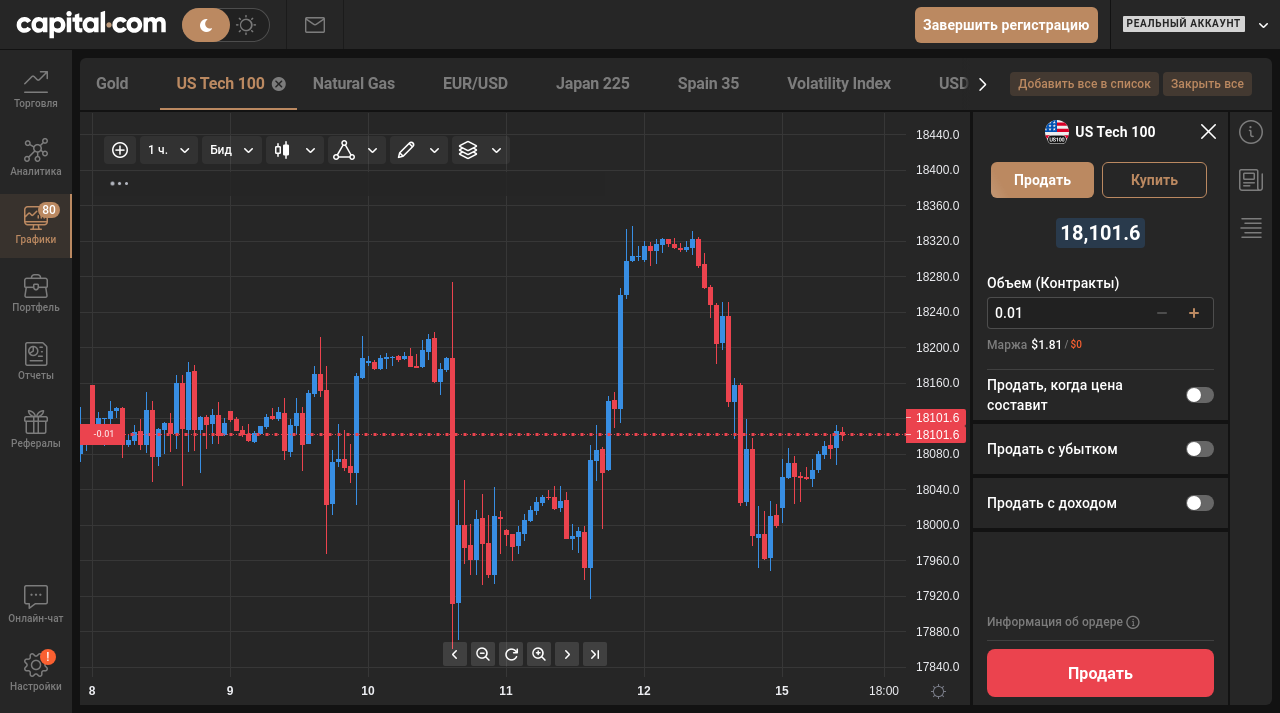 capital.com
Завершить регистрацию
РЕАЛЬНЫЙ АККАУНТ
Gold
US Tech 100
Natural Gas
EUR/USD
Japan 225
Spain 35
Volatility Index
USD
Добавить все в список
Закрыть все
Торговля
Аналитика
80
Графики
Портфель
Отчеты
Рефералы
Онлайн-чат
!
Настройки
1 ч.
Бид
18440.0
18400.0
18360.0
18320.0
18280.0
18240.0
18200.0
18160.0
18101.6
18101.6
18080.0
18040.0
18000.0
17960.0
17920.0
17880.0
17840.0
-0.01
8
9
10
11
12
15
18:00
US100
US Tech 100
Продать
Купить
18,101.6
Объем (Контракты)
0.01
Маржа $1.81 / $0
Продать, когда цена
составит
Продать с убытком
Продать с доходом
Информация об ордере
Продать